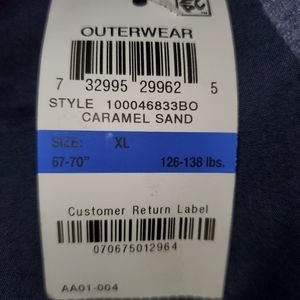 OUTERWEAR
7 32995 29962 5
STYLE 100046833BO
CARAMEL SAND
SIZE: XL
67-70" 126-138 lbs.
Customer Return Label
070675012964
AA01-004